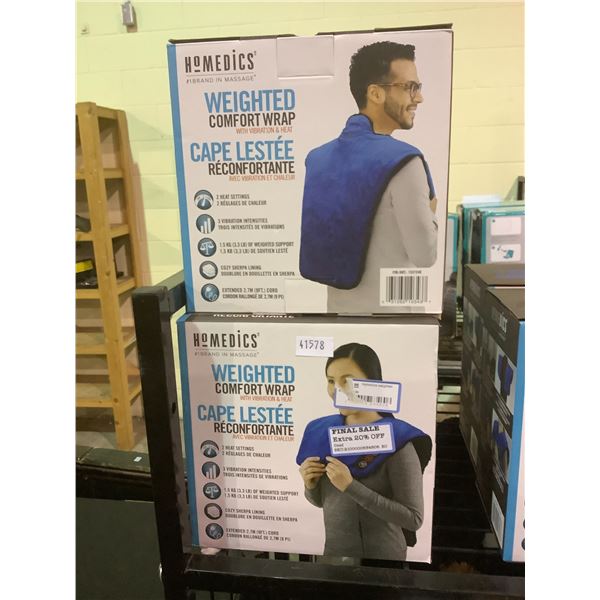 HoMEDiCS
#1 BRAND IN MASSAGE
WEIGHTED
COMFORT WRAP
WITH VIBRATION & HEAT
CAPE LESTÉE
RÉCONFORTANTE
AVEC VIBRATION ET CHALEUR
2 HEAT SETTINGS
2 RÉGLAGES DE CHALEUR
3 VIBRATION INTENSITIES
TROIS INTENSITÉS DE VIBRATIONS
1.5 KG (3.3 LB) OF WEIGHTED SUPPORT
1,5 KG (3,3 LB) DE SOUTIEN LESTÉ
COZY SHERPA LINING
DOUBLURE EN DOUILLETTE EN SHERPA
EXTENDED 2.7M (9FT.) CORD
CORDON RALLONGÉ DE 2,7M (9 PI)
HoMEDiCS
#1 BRAND IN MASSAGE
41578
WEIGHTED
COMFORT WRAP
WITH VIBRATION & HEAT
CAPE LESTÉE
RÉCONFORTANTE
AVEC VIBRATION ET CHALEUR
2 HEAT SETTINGS
2 RÉGLAGES DE CHALEUR
3 VIBRATION INTENSITIES
TROIS INTENSITÉS DE VIBRATIONS
1.5 KG (3.3 LB) OF WEIGHTED SUPPORT
1,5 KG (3,3 LB) DE SOUTIEN LESTÉ
COZY SHERPA LINING
DOUBLURE EN DOUILLETTE EN SHERPA
EXTENDED 2.7M (9FT.) CORD
CORDON RALLONGÉ DE 2,7M (9 PI)
FINAL SALE
Extra 20% OFF
Used
HoMEDICS